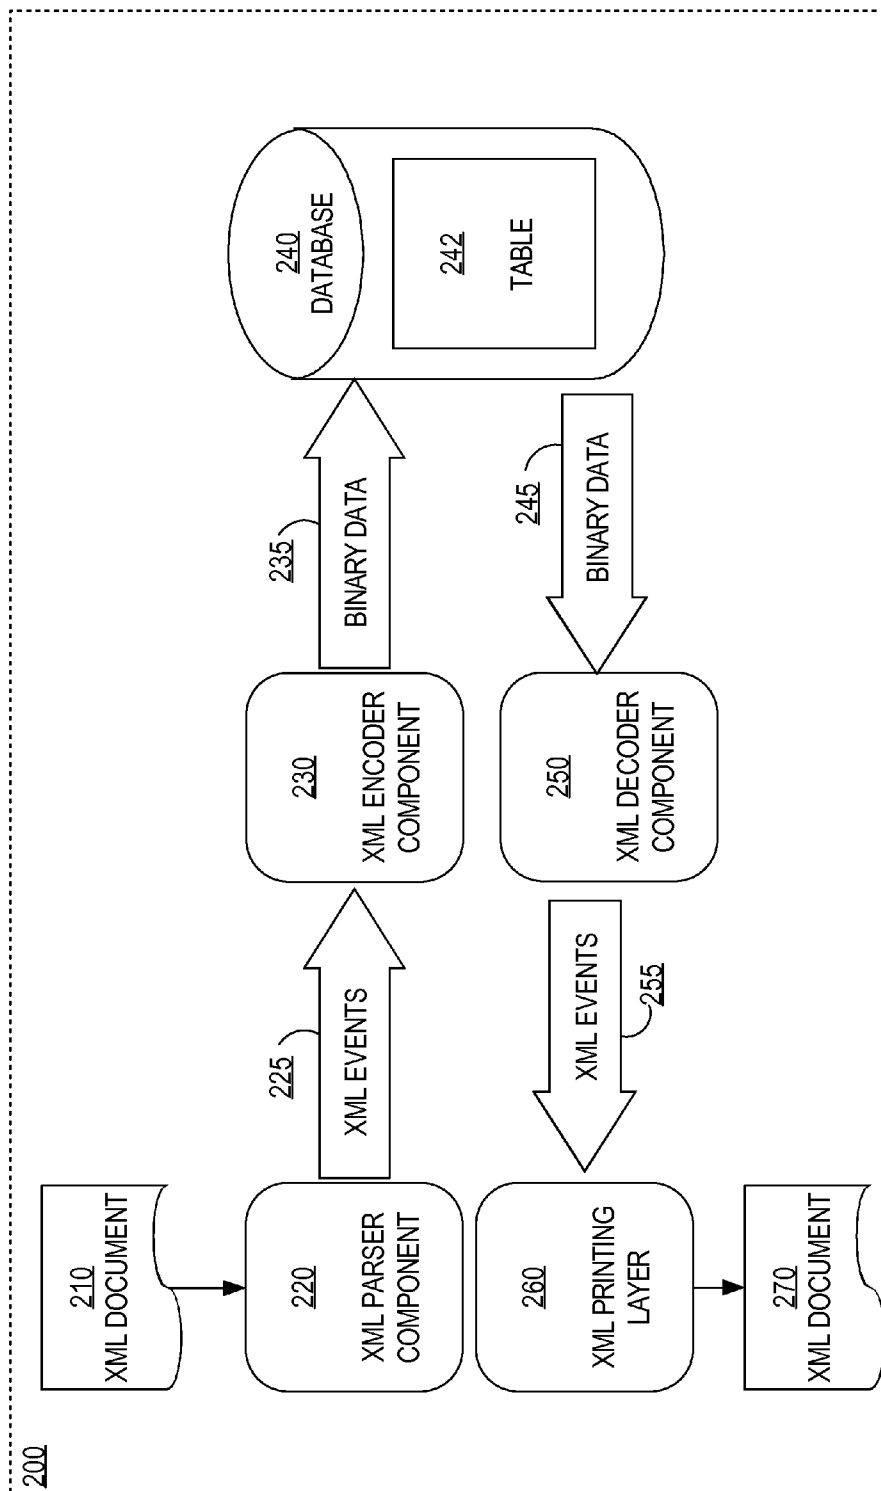 200
210
XML DOCUMENT
220
XML PARSER
COMPONENT
225
XML EVENTS
230
XML ENCODER
COMPONENT
235
BINARY DATA
240
DATABASE
242
TABLE
245
BINARY DATA
250
XML DECODER
COMPONENT
XML EVENTS
255
260
XML PRINTING
LAYER
270
XML DOCUMENT